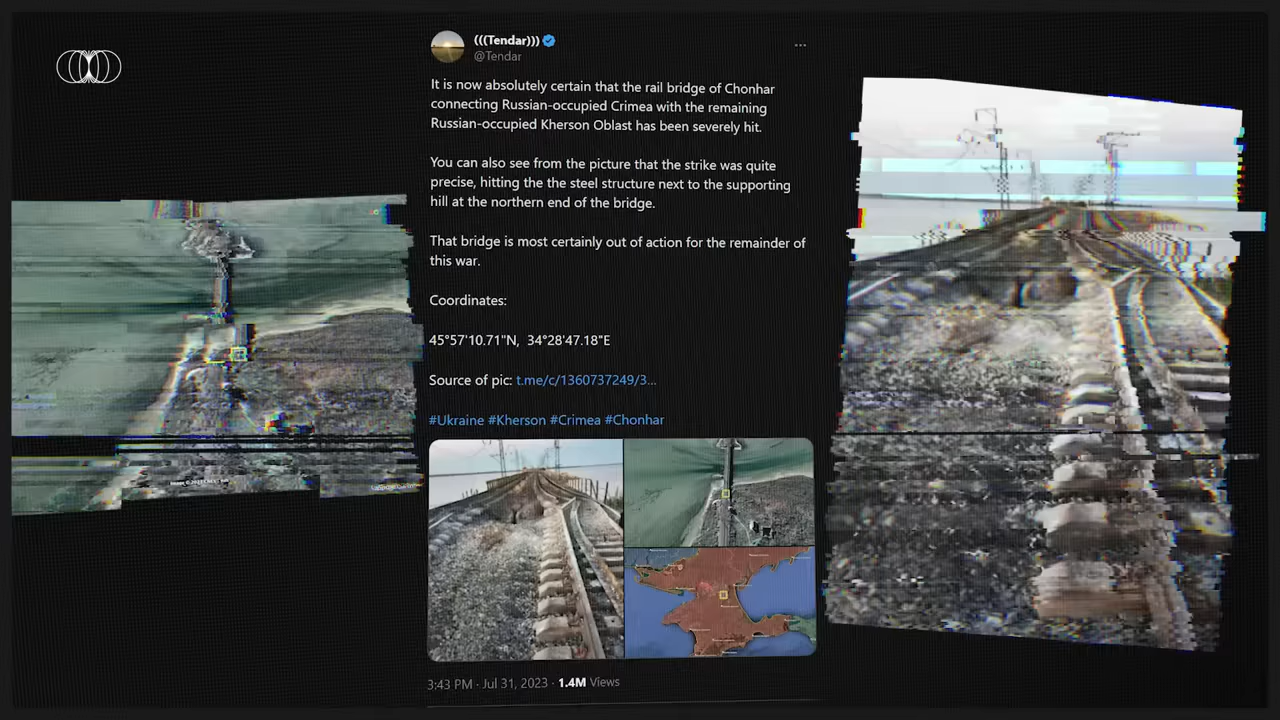 (((Tendar)))
@Tendar
It is now absolutely certain that the rail bridge of Chonhar
connecting Russian-occupied Crimea with the remaining
Russian-occupied Kherson Oblast has been severely hit.
You can also see from the picture that the strike was quite
precise, hitting the the steel structure next to the supporting
hill at the northern end of the bridge.
That bridge is most certainly out of action for the remainder of
this war.
Coordinates:
45°57'10.71"N, 34°28'47.18"E
Source of pic: t.me/c/1360737249/3...
#Ukraine #Kherson #Crimea #Chonhar
3:43 PM · Jul 31, 2023 · 1.4M Views